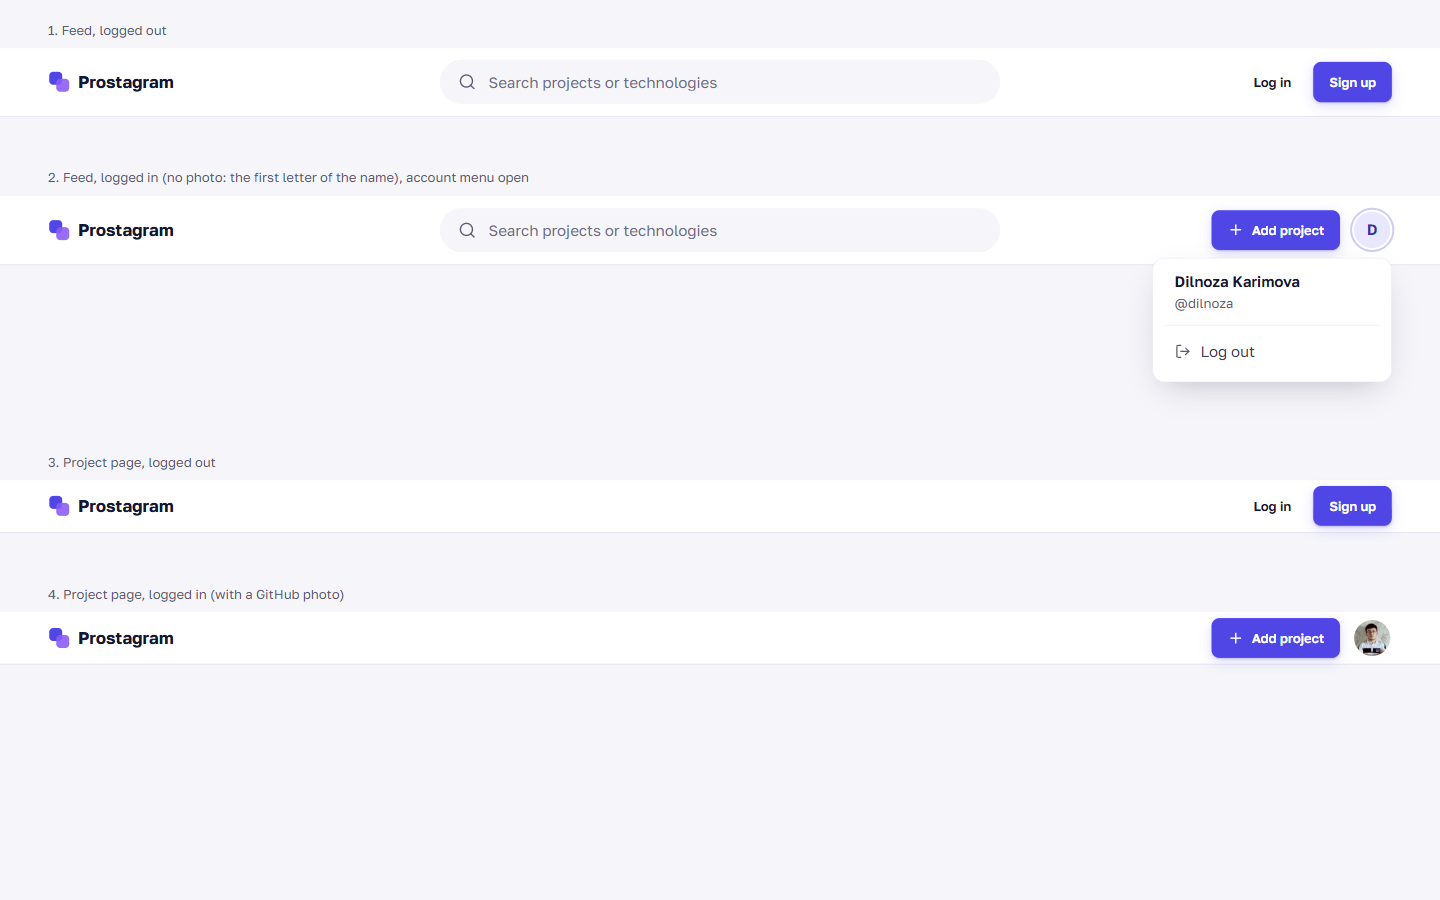 1. Feed, logged out
Prostagram
Search projects or technologies
Log in
Sign up
2. Feed, logged in (no photo: the first letter of the name), account menu open
Prostagram
Search projects or technologies
Add project
D
Dilnoza Karimova
@dilnoza
Log out
3. Project page, logged out
Prostagram
Log in
Sign up
4. Project page, logged in (with a GitHub photo)
Prostagram
Add project